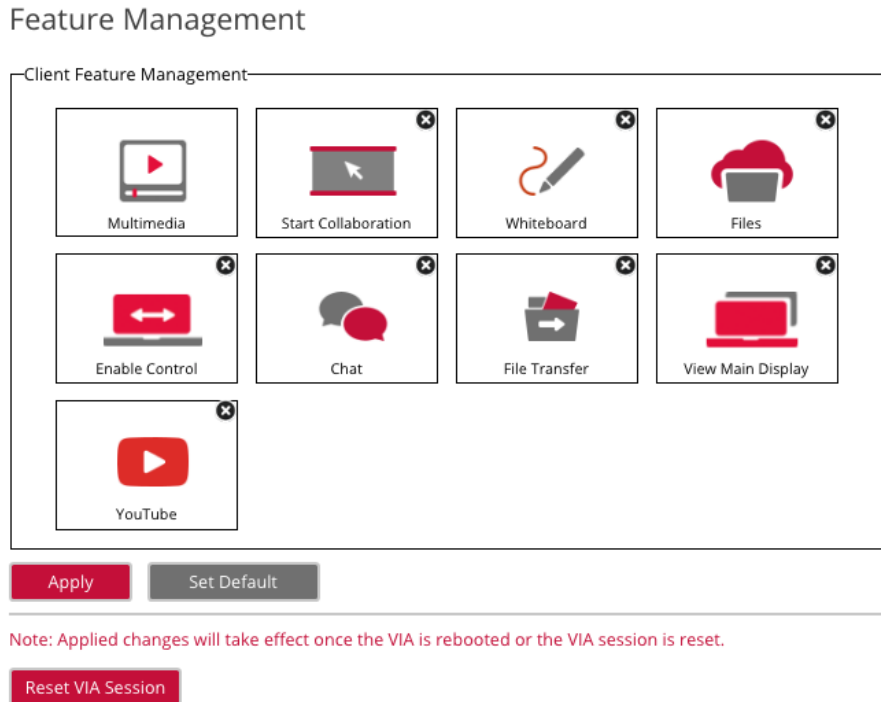 Feature Management
Client Feature Management
Multimedia
Start Collaboration
Whiteboard
Files
Enable Control
Chat
File Transfer
View Main Display
YouTube
Apply
Set Default
Note: Applied changes will take effect once the VIA is rebooted or the VIA session is reset.
Reset VIA Session